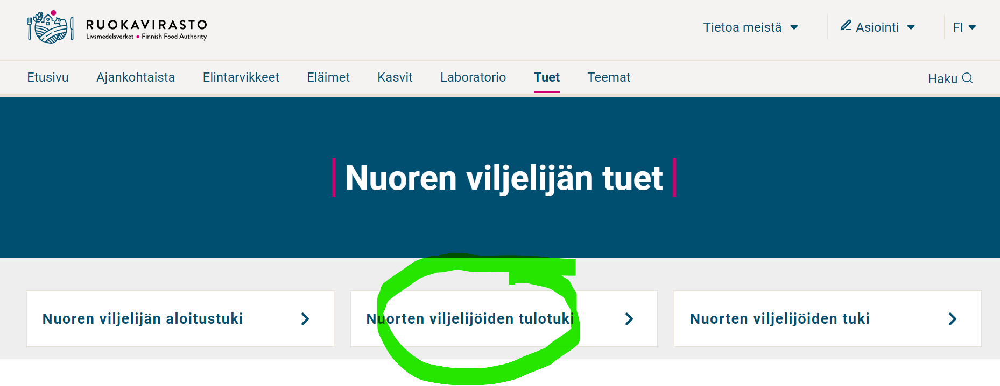 RUOKAVIRASTO
Livsmedelsverket • Finnish Food Authority
Tietoa meistä
Asiointi
FI
Etusivu Ajankohtaista Elintarvikkeet Eläimet Kasvit Laboratorio Tuet Teemat Haku
Nuoren viljelijän tuet
Nuoren viljelijän aloitustuki
Nuorten viljelijöiden tulotuki
Nuorten viljelijöiden tuki